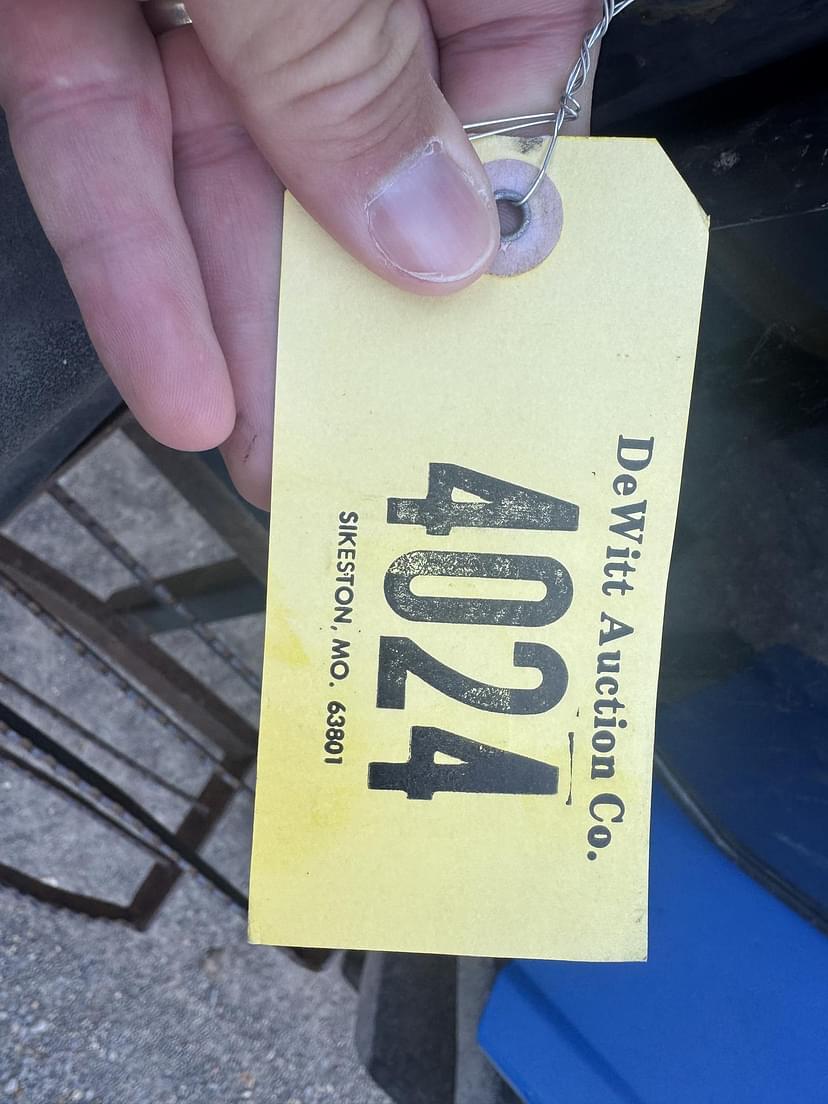 DeWitt Auction Co.
4024
SIKESTON, MO. 63801